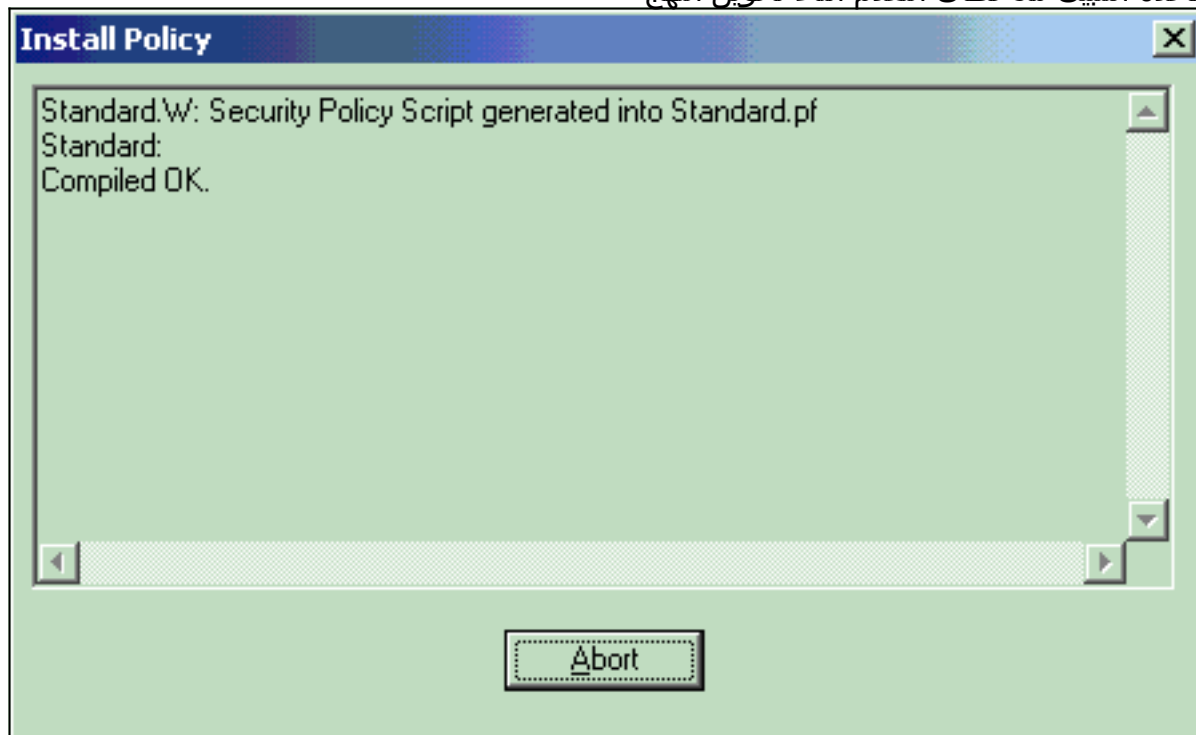 Install Policy
Standard.W: Security Policy Script generated into Standard.pf
Standard:
Compiled OK.
Abort